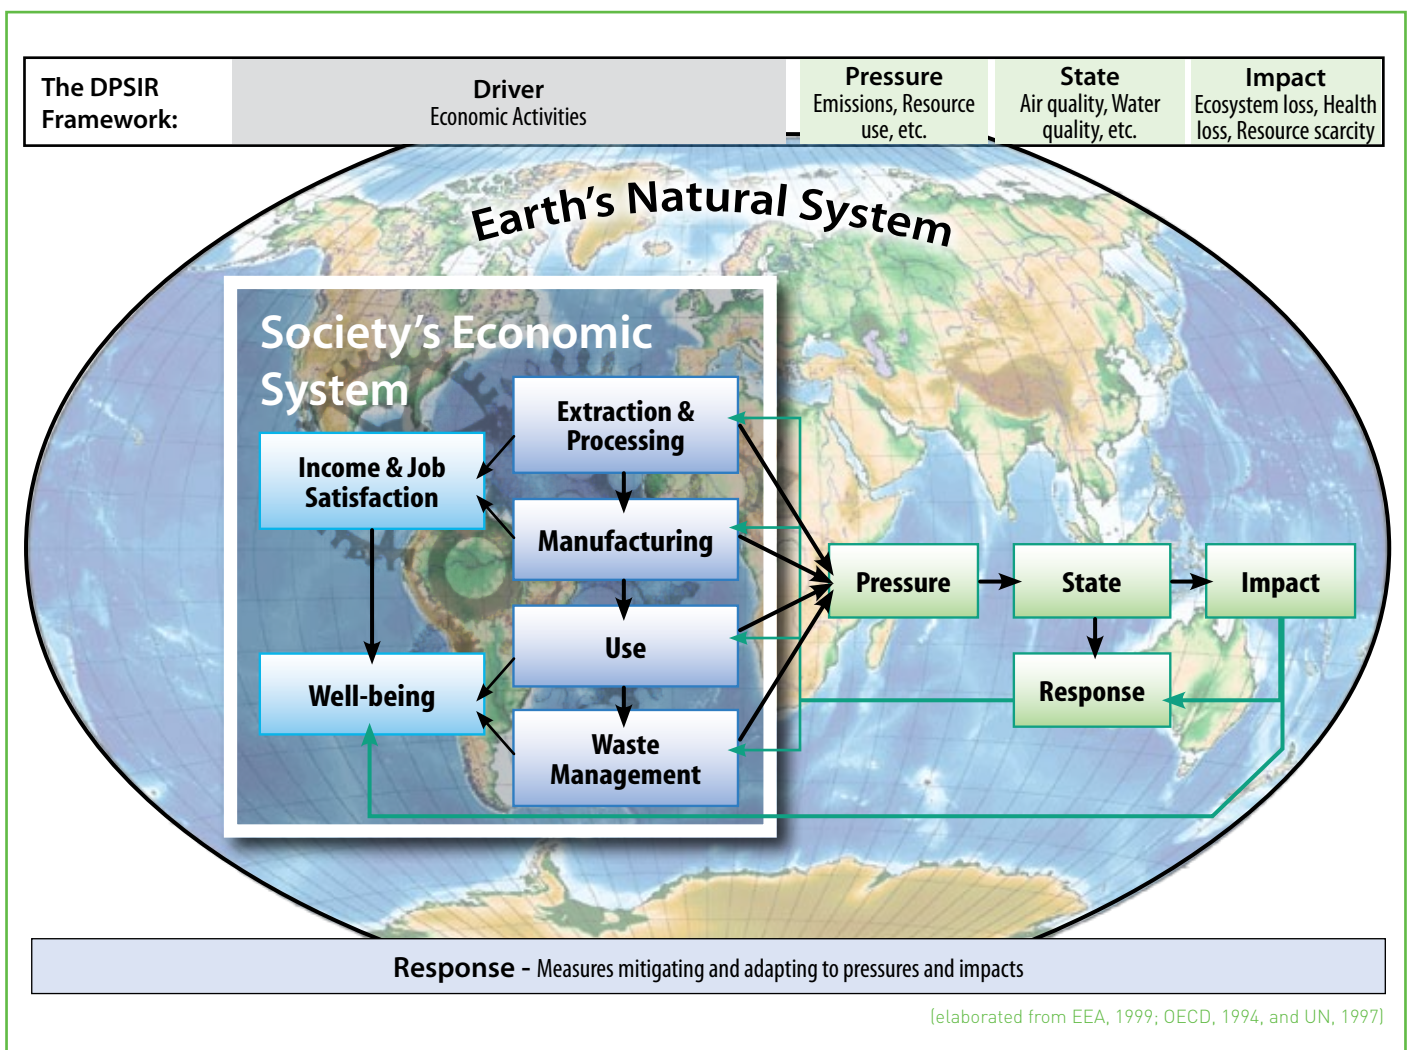 The DPSIR
Framework:
Driver
Economic Activities
Pressure
Emissions, Resource
use, etc.
State
Air quality, Water
quality, etc.
Impact
Ecosystem loss, Health
loss, Resource scarcity
Earth's Natural System
Society's Economic
System
Extraction &
Processing
Income & Job
Satisfaction
Manufacturing
Pressure
State
Impact
Use
Well-being
Response
Waste
Management
Response - Measures mitigating and adapting to pressures and impacts
(elaborated from EEA, 1999; OECD, 1994, and UN, 1997)